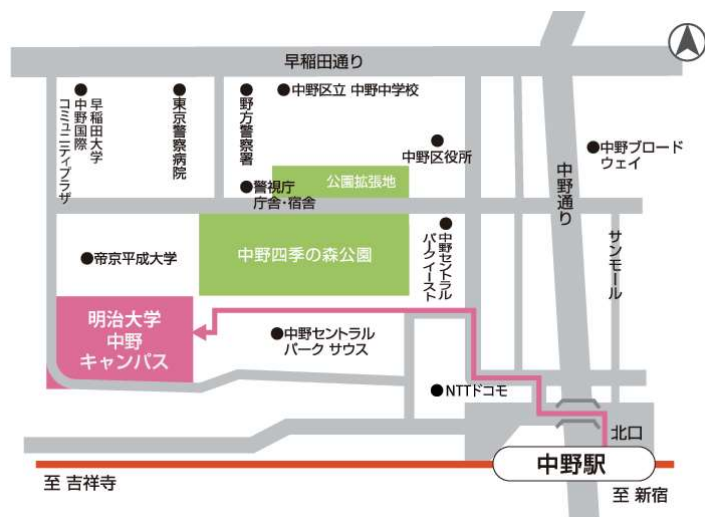 早稲田通り
早稲田大学
中野国際
コミュニティプラザ
東京警察病院
野方警察署
中野区立 中野中学校
中野区役所
中野通り
中野ブロード
ウェイ
公園拡張地
警視庁
庁舎・宿舎
帝京平成大学
中野四季の森公園
中野セントラル
パーク イースト
サンモール
明治大学
中野
キャンパス
中野セントラル
パーク サウス
NTTドコモ
北口
中野駅
至 吉祥寺
至 新宿